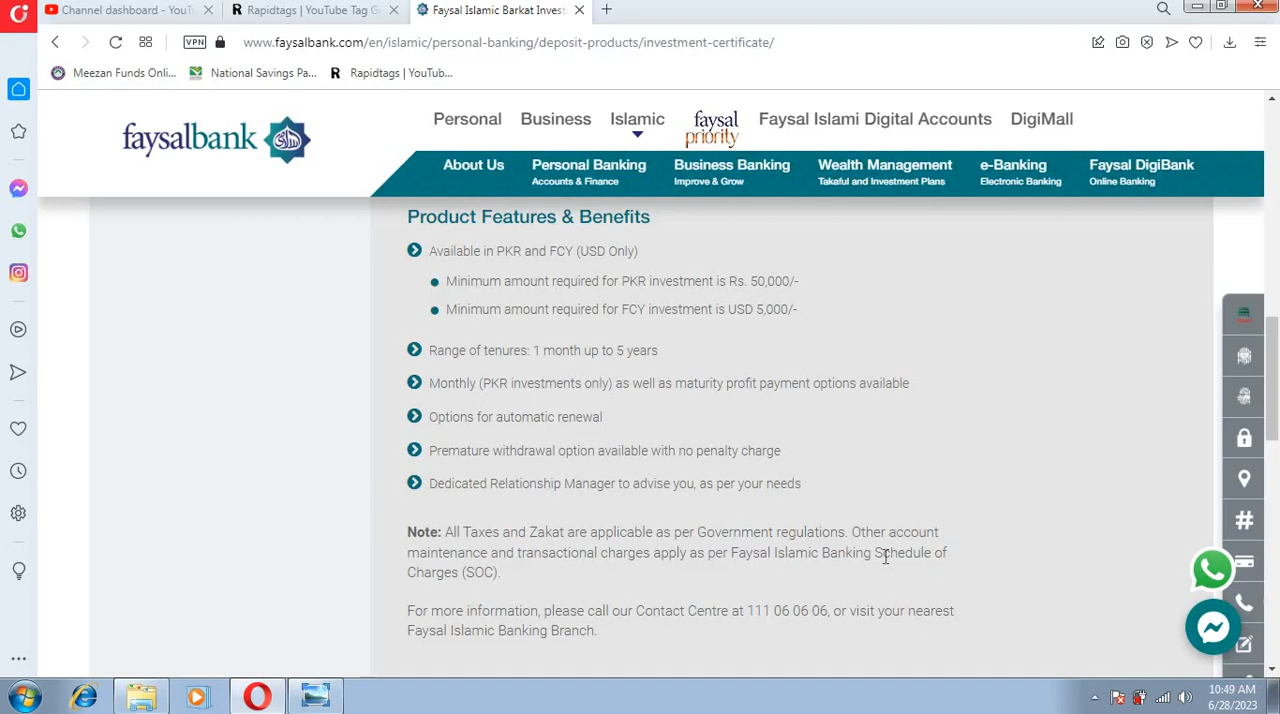 Channel dashboard - YouTu
Rapidtags | YouTube Tag Ge
Faysal Islamic Barkat Invest
VPN
www.faysalbank.com/en/islamic/personal-banking/deposit-products/investment-certificate/
Meezan Funds Onli...
National Savings Pa...
Rapidtags | YouTub...
faysalbank
Personal
Business
Islamic
faysal priority
Faysal Islami Digital Accounts
DigiMall
About Us
Personal Banking
Accounts & Finance
Business Banking
Improve & Grow
Wealth Management
Takaful and Investment Plans
e-Banking
Electronic Banking
Faysal DigiBank
Online Banking
Product Features & Benefits
Available in PKR and FCY (USD Only)
Minimum amount required for PKR investment is Rs. 50,000/-
Minimum amount required for FCY investment is USD 5,000/-
Range of tenures: 1 month up to 5 years
Monthly (PKR investments only) as well as maturity profit payment options available
Options for automatic renewal
Premature withdrawal option available with no penalty charge
Dedicated Relationship Manager to advise you, as per your needs
Note: All Taxes and Zakat are applicable as per Government regulations. Other account
maintenance and transactional charges apply as per Faysal Islamic Banking Schedule of
Charges (SOC).
For more information, please call our Contact Centre at 111 06 06 06, or visit your nearest
Faysal Islamic Banking Branch.
10:49 AM
6/28/2023